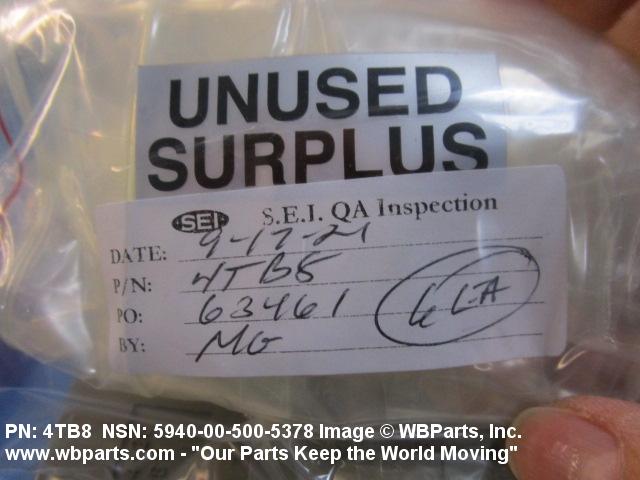 UNUSED
SURPLUS
SEI S.E.I. QA Inspection
DATE: 9-17-21
P/N: 4TB8
PO: 63461
BY: MG
PN: 4TB8 NSN: 5940-00-500-5378 Image © WBParts, Inc.
www.wbparts.com - "Our Parts Keep the World Moving"